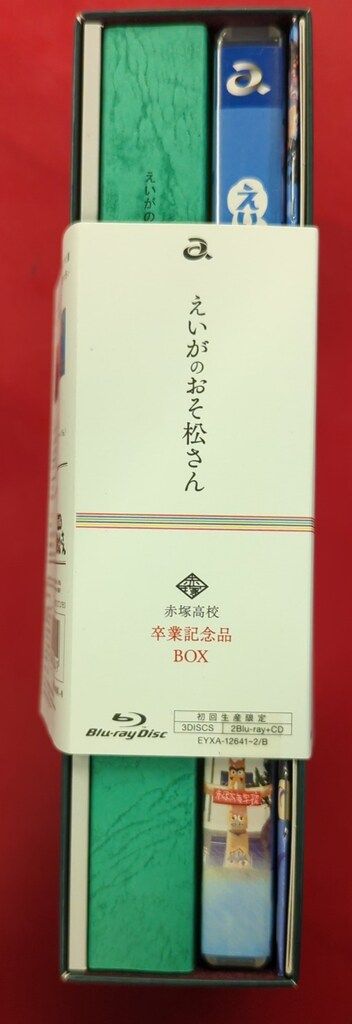 えいがの
a
えい
a
えいがのおそ松さん
赤塚
赤塚高校
卒業記念品
BOX
Blu-ray Disc
初回生産限定
3DISCS 2Blu-ray+CD
EYXA-12641~2/B